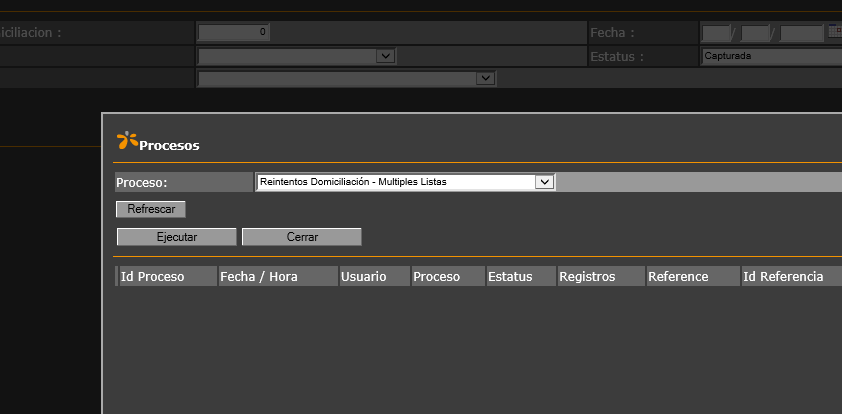 iciliacion : 0 Fecha : / /
Estatus : Capturada
Procesos
Proceso: Reintentos Domiciliación - Multiples Listas
Refrescar
Ejecutar Cerrar
Id Proceso Fecha / Hora Usuario Proceso Estatus Registros Reference Id Referencia